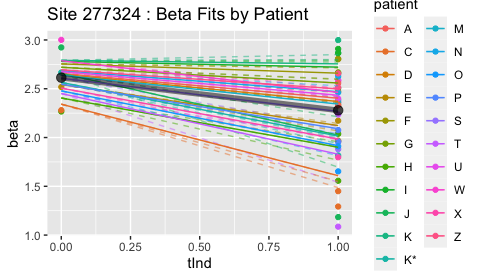 Site 277324 : Beta Fits by Patient
beta
3.0
2.5
2.0
1.5
1.0
0.00 0.25 0.50 0.75 1.00
tInd
patient
A M
C N
D O
E P
F S
G T
H U
I W
J X
K Z
K*